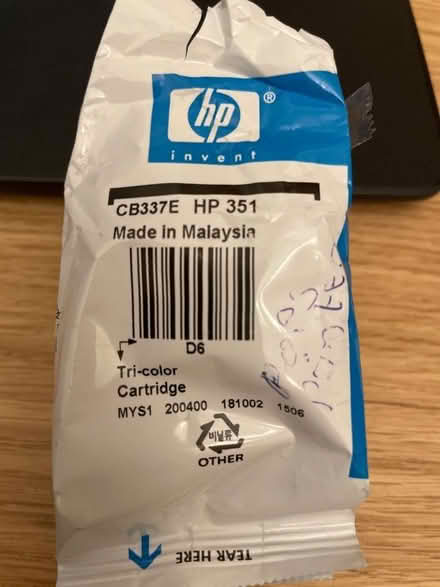 hp®
invent
CB337E HP 351
Made in Malaysia
D6
Tri-color
Cartridge
MYS1 200400 181002 1506
비닐류
OTHER
TEAR HERE